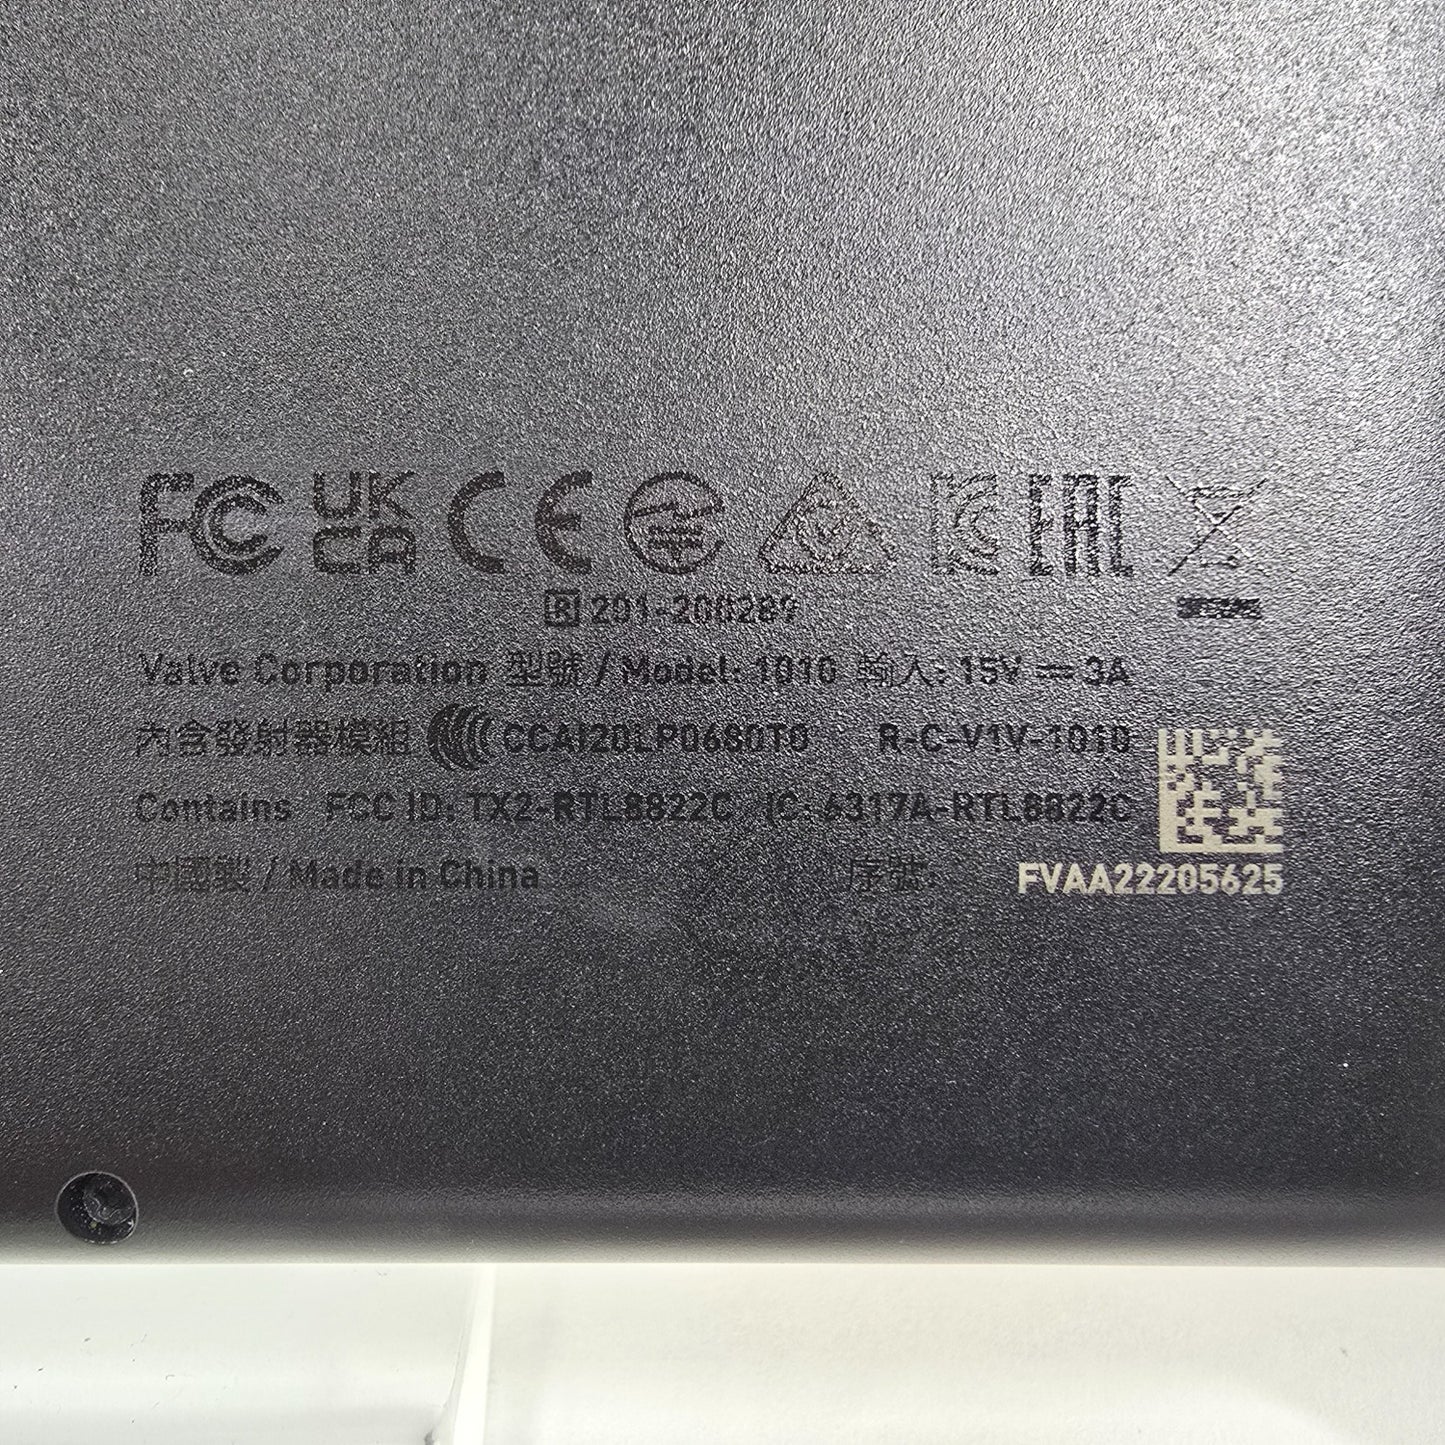 FC UK CA CE KC EAC
R 201-200289
Valve Corporation 型號 / Model: 1010 輸入: 15V ⎓ 3A
內含發射器模組 CCAI20LP0680T0 R-C-V1V-1010
Contains FCC ID: TX2-RTL8822C IC: 6317A-RTL8822C
中國製 / Made in China 序號: FVAA22205625